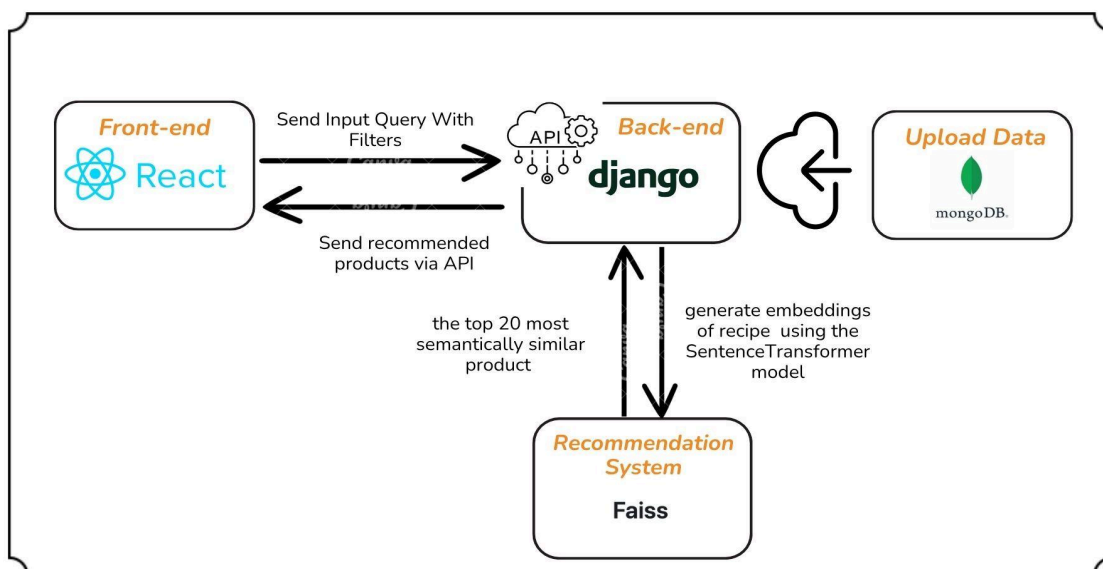 Front-end
React
Send Input Query With
Filters
Send recommended
products via API
API
Back-end
django
Upload Data
mongoDB.
the top 20 most
semantically similar
product
generate embeddings
of recipe using the
SentenceTransformer
model
Recommendation
System
Faiss